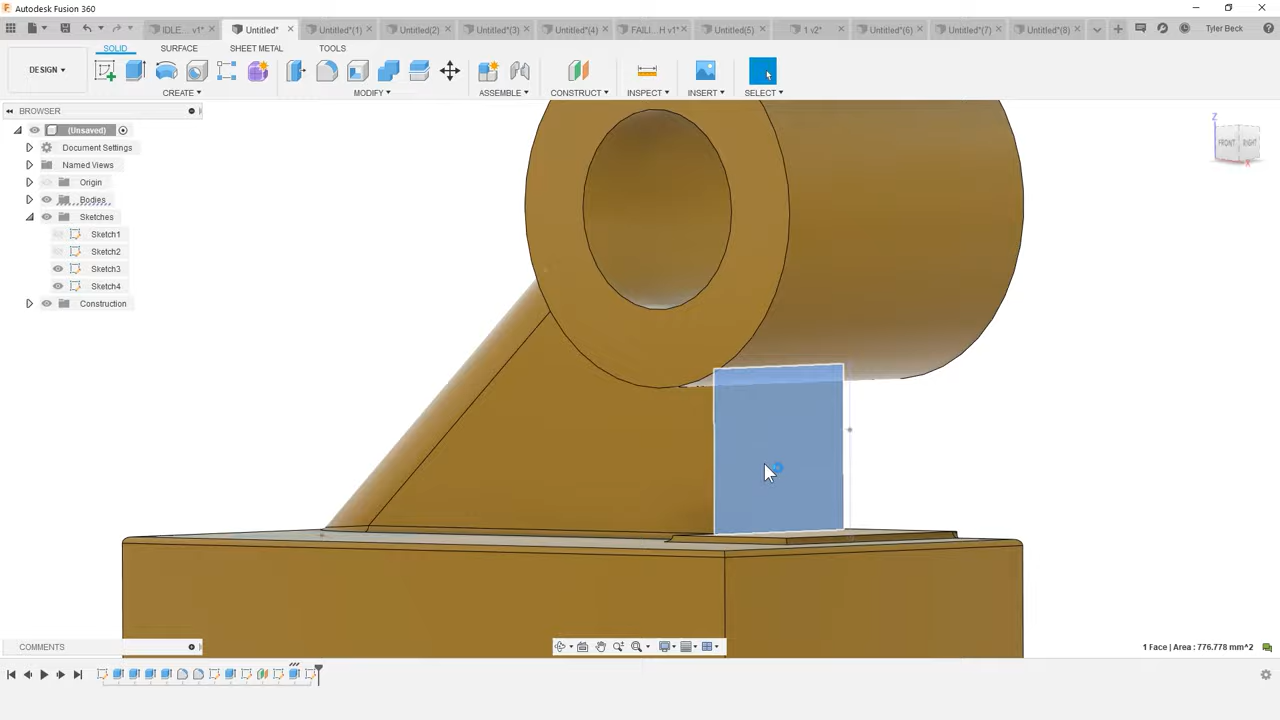 Autodesk Fusion 360
IDLE... v1* Untitled* Untitled*(1) Untitled(2) Untitled*(3) Untitled*(4) FAILI... H v1* Untitled(5) 1 v2* Untitled*(6) Untitled*(7) Untitled*(8) Tyler Beck
SOLID SURFACE SHEET METAL TOOLS
DESIGN
CREATE MODIFY ASSEMBLE CONSTRUCT INSPECT INSERT SELECT
BROWSER
(Unsaved)
Document Settings
Named Views
Origin
Bodies
Sketches
Sketch1
Sketch2
Sketch3
Sketch4
Construction
Z
FRONT RIGHT
X
COMMENTS
1 Face | Area : 776.778 mm^2